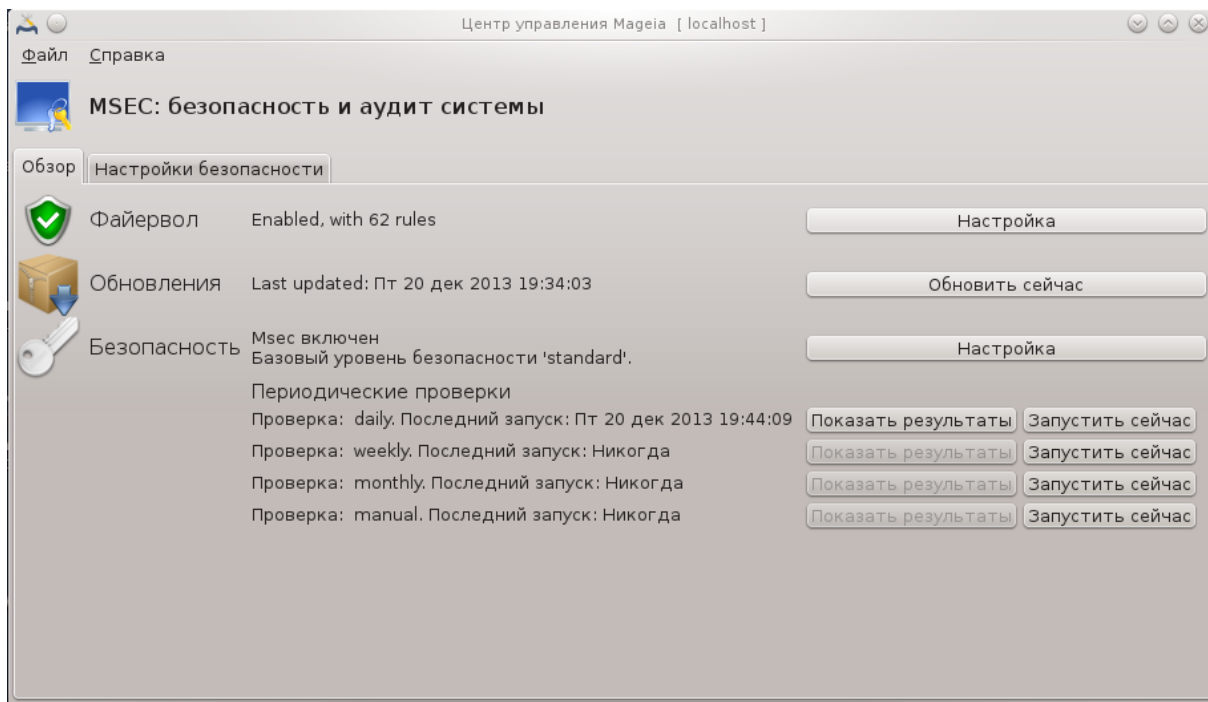 Центр управления Mageia [ localhost ]
Файл Справка
MSEC: безопасность и аудит системы
Обзор Настройки безопасности
Файервол Enabled, with 62 rules Настройка
Обновления Last updated: Пт 20 дек 2013 19:34:03 Обновить сейчас
Безопасность Msec включен
Базовый уровень безопасности 'standard'. Настройка
Периодические проверки
Проверка: daily. Последний запуск: Пт 20 дек 2013 19:44:09 Показать результаты Запустить сейчас
Проверка: weekly. Последний запуск: Никогда Показать результаты Запустить сейчас
Проверка: monthly. Последний запуск: Никогда Показать результаты Запустить сейчас
Проверка: manual. Последний запуск: Никогда Показать результаты Запустить сейчас